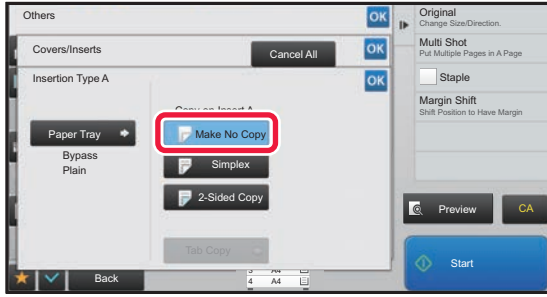 Others
OK
Covers/Inserts
Cancel All
OK
Insertion Type A
OK
Copy on Insert A
Paper Tray
Bypass
Plain
Make No Copy
Simplex
2-Sided Copy
Tab Copy
Back
3 A4
4 A4
Original
Change Size/Direction.
Multi Shot
Put Multiple Pages in A Page
Staple
Margin Shift
Shift Position to Have Margin
Preview
CA
Start